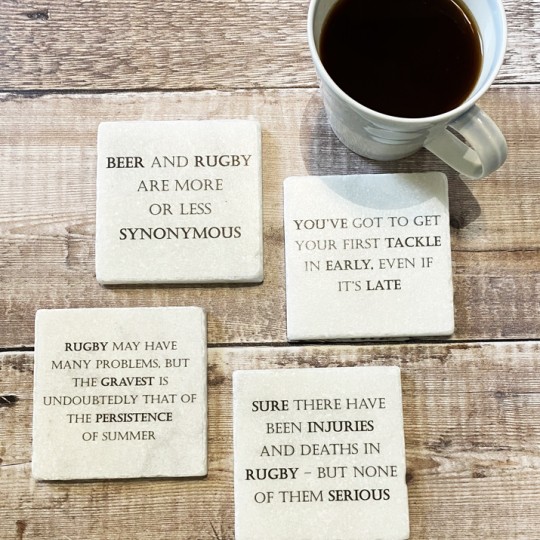 BEER AND RUGBY
ARE MORE
OR LESS
SYNONYMOUS
YOU'VE GOT TO GET
YOUR FIRST TACKLE
IN EARLY, EVEN IF
IT'S LATE
RUGBY MAY HAVE
MANY PROBLEMS, BUT
THE GRAVEST IS
UNDOUBTEDLY THAT OF
THE PERSISTENCE
OF SUMMER
SURE THERE HAVE
BEEN INJURIES
AND DEATHS IN
RUGBY – BUT NONE
OF THEM SERIOUS